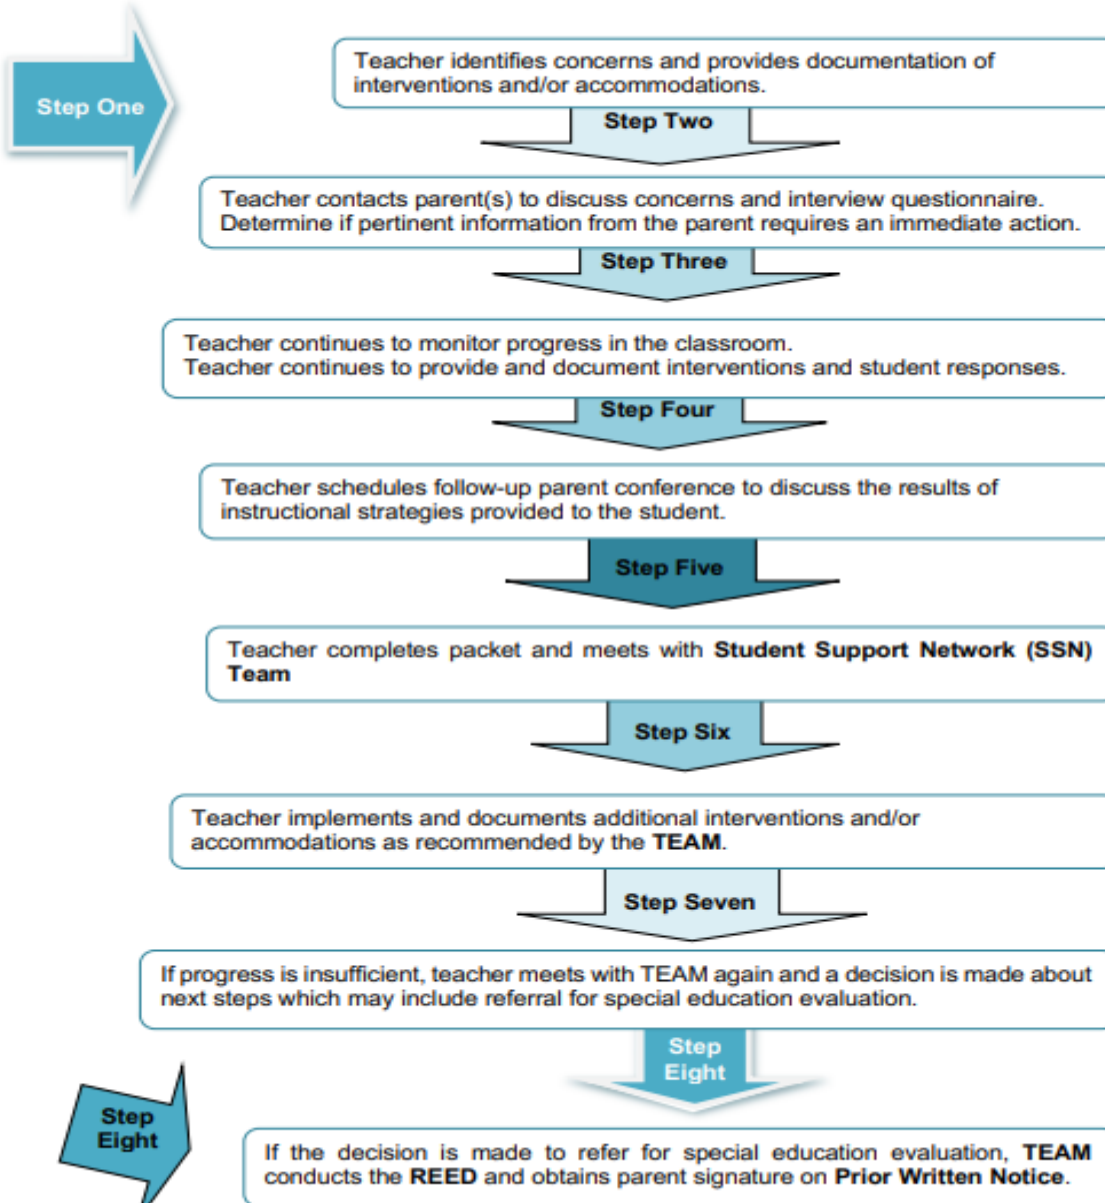 Step One
Teacher identifies concerns and provides documentation of
interventions and/or accommodations.
Step Two
Teacher contacts parent(s) to discuss concerns and interview questionnaire.
Determine if pertinent information from the parent requires an immediate action.
Step Three
Teacher continues to monitor progress in the classroom.
Teacher continues to provide and document interventions and student responses.
Step Four
Teacher schedules follow-up parent conference to discuss the results of
instructional strategies provided to the student.
Step Five
Teacher completes packet and meets with Student Support Network (SSN)
Team
Step Six
Teacher implements and documents additional interventions and/or
accommodations as recommended by the TEAM.
Step Seven
If progress is insufficient, teacher meets with TEAM again and a decision is made about
next steps which may include referral for special education evaluation.
Step
Eight
Step
Eight
If the decision is made to refer for special education evaluation, TEAM
conducts the REED and obtains parent signature on Prior Written Notice.